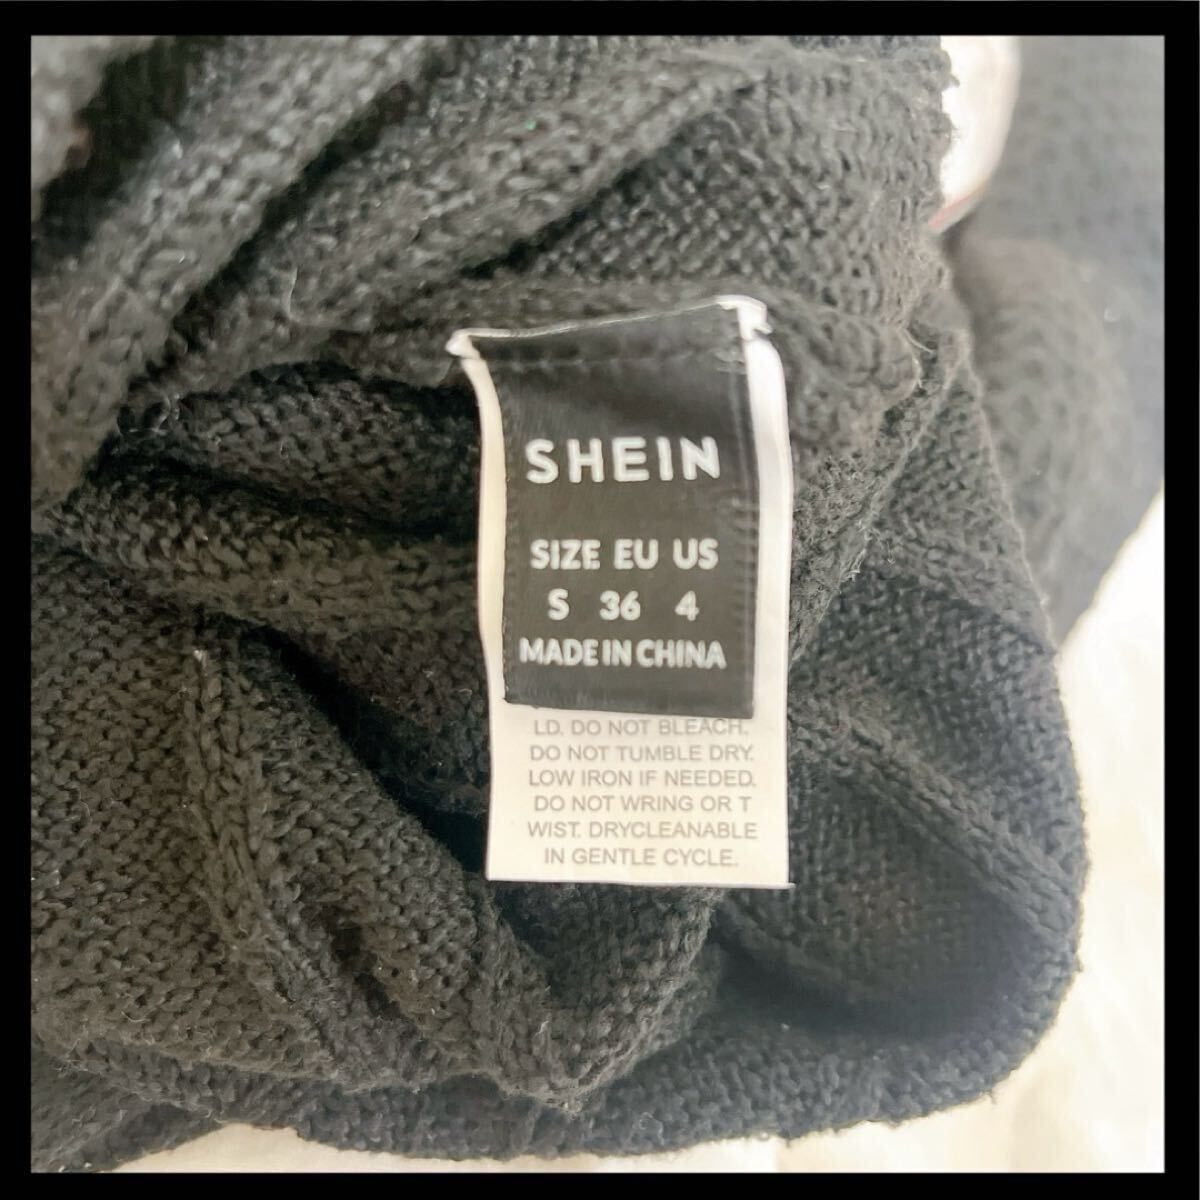 SHEIN
SIZE EU US
S 36 4
MADE IN CHINA
LD. DO NOT BLEACH.
DO NOT TUMBLE DRY.
LOW IRON IF NEEDED.
DO NOT WRING OR T
WIST. DRYCLEANABLE
IN GENTLE CYCLE.